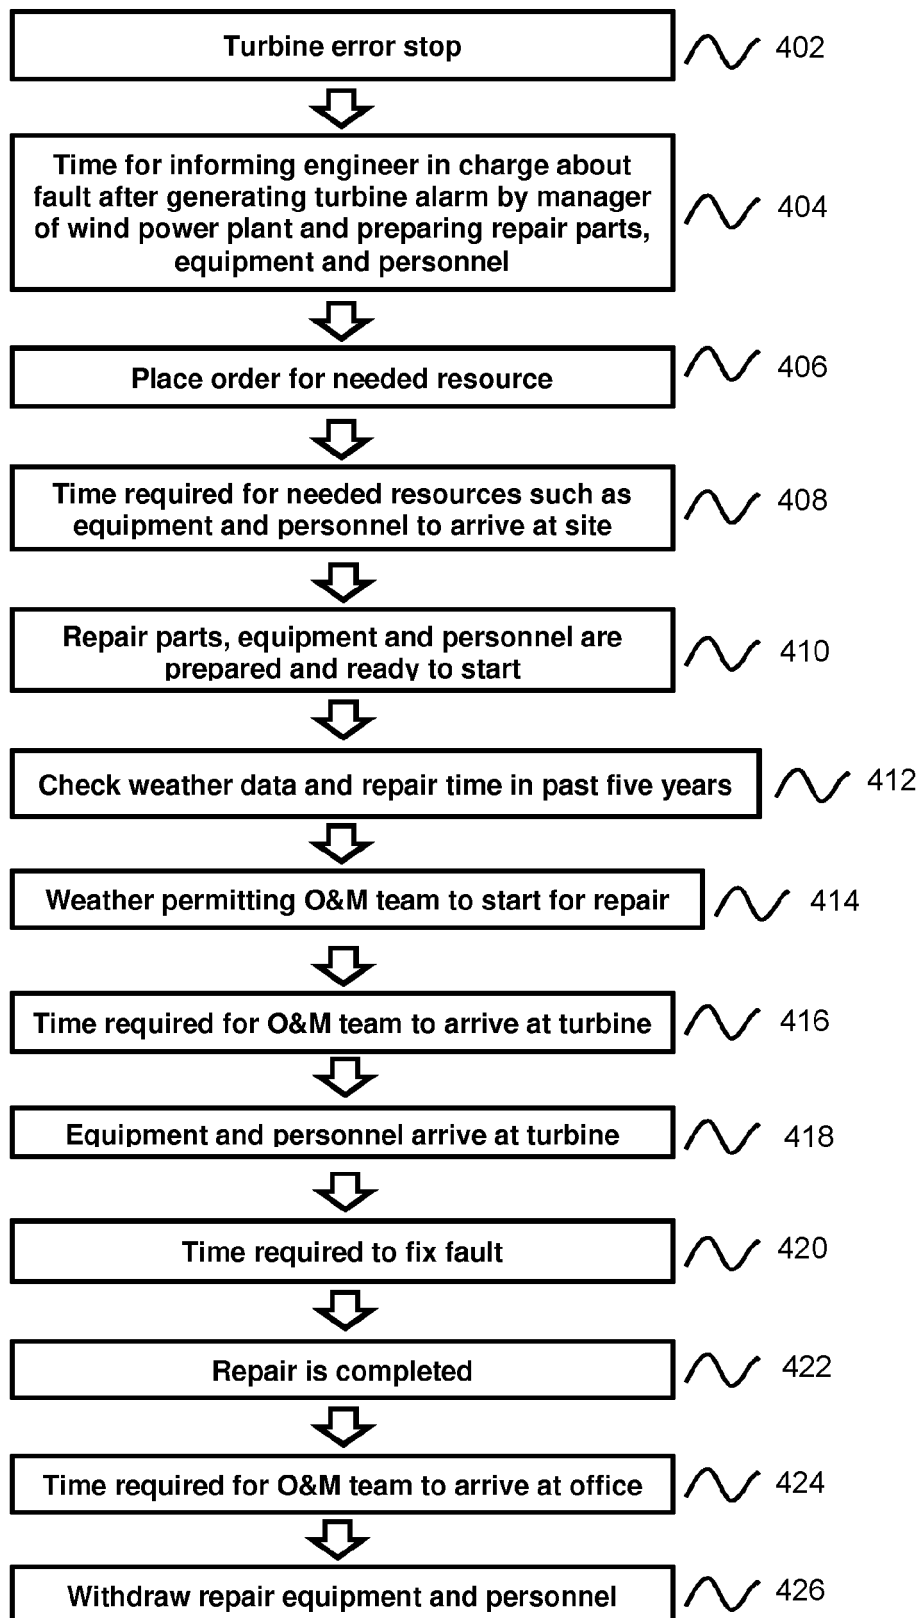 Turbine error stop
402
Time for informing engineer in charge about
fault after generating turbine alarm by manager
of wind power plant and preparing repair parts,
equipment and personnel
404
Place order for needed resource
406
Time required for needed resources such as
equipment and personnel to arrive at site
408
Repair parts, equipment and personnel are
prepared and ready to start
410
Check weather data and repair time in past five years
412
Weather permitting O&M team to start for repair
414
Time required for O&M team to arrive at turbine
416
Equipment and personnel arrive at turbine
418
Time required to fix fault
420
Repair is completed
422
Time required for O&M team to arrive at office
424
Withdraw repair equipment and personnel
426